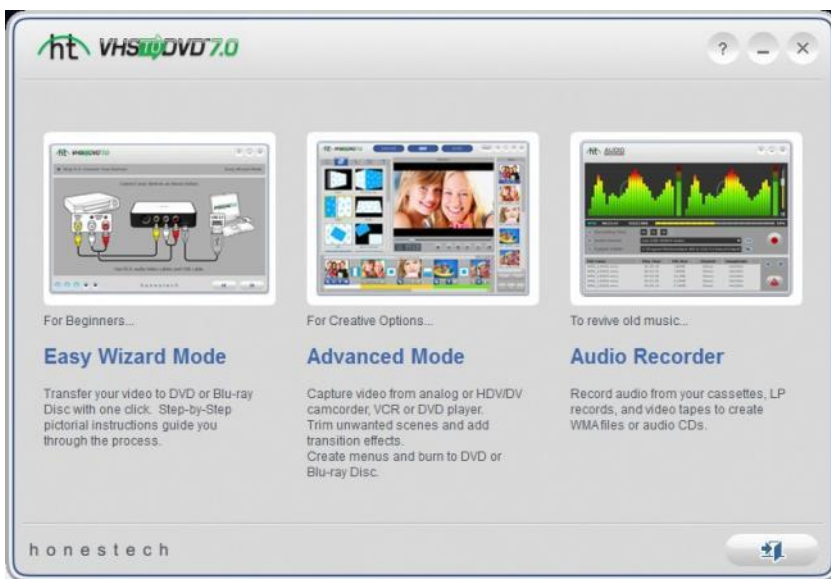 ht VHSTODVD 7.0
?
For Beginners...
Easy Wizard Mode
Transfer your video to DVD or Blu-ray
Disc with one click. Step-by-Step
pictorial instructions guide you
through the process.
For Creative Options...
Advanced Mode
Capture video from analog or HDV/DV
camcorder, VCR or DVD player.
Trim unwanted scenes and add
transition effects.
Create menus and burn to DVD or
Blu-ray Disc.
To revive old music...
Audio Recorder
Record audio from your cassettes, LP
records, and video tapes to create
WMA files or audio CDs.
honestech